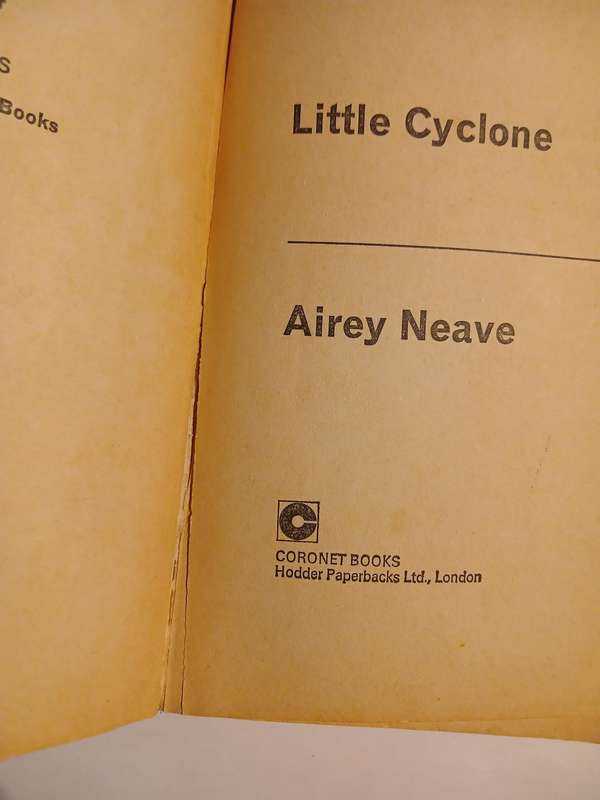 S
Books
Little Cyclone
Airey Neave
CORONET BOOKS
Hodder Paperbacks Ltd., London